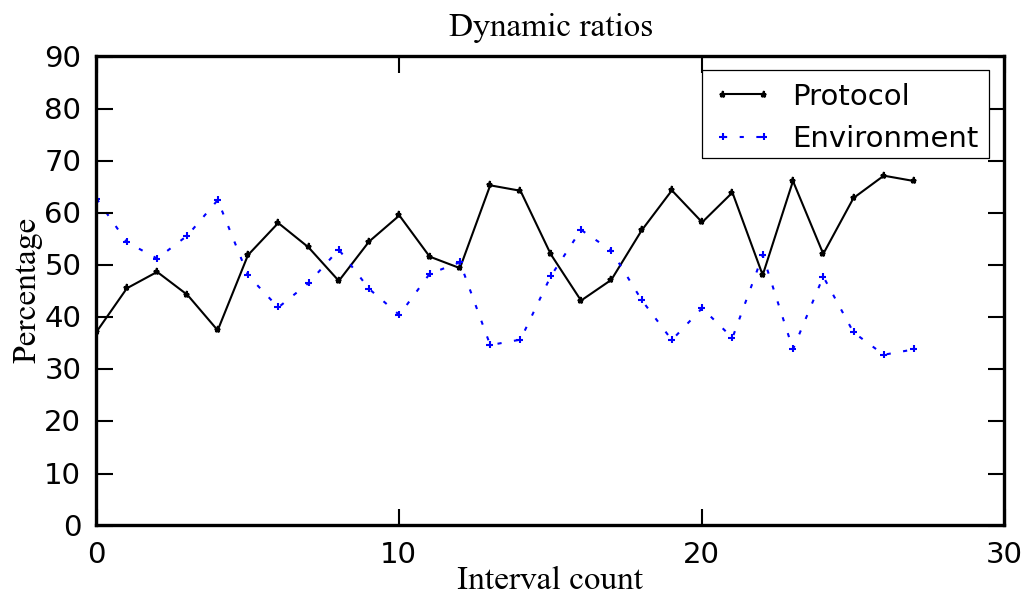 Dynamic ratios
90
80
70
60
50
40
30
20
10
0
Percentage
Protocol
Environment
0 10 20 30
Interval count